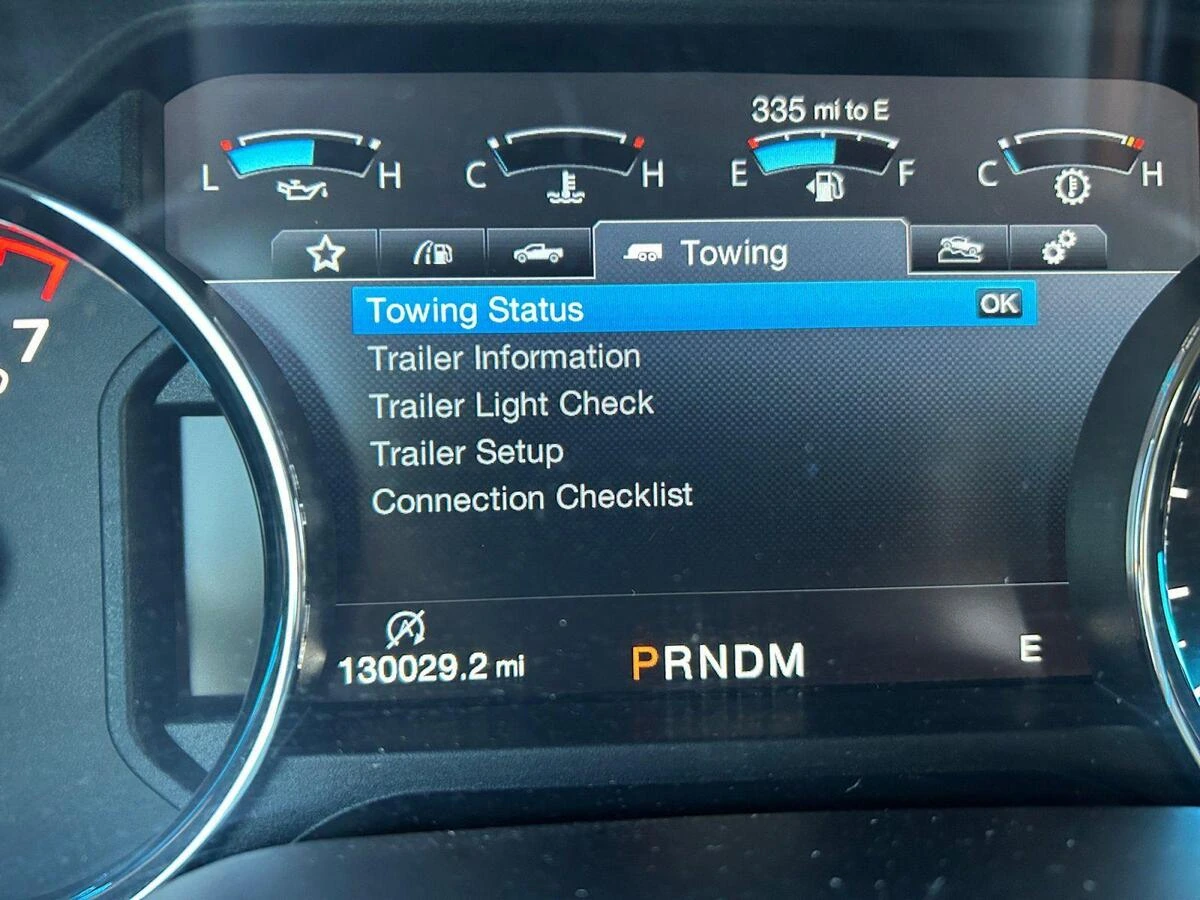 335 mi to E
L H C H E F C H
Towing
Towing Status OK
Trailer Information
Trailer Light Check
Trailer Setup
Connection Checklist
7
130029.2 mi
PRNDM
E